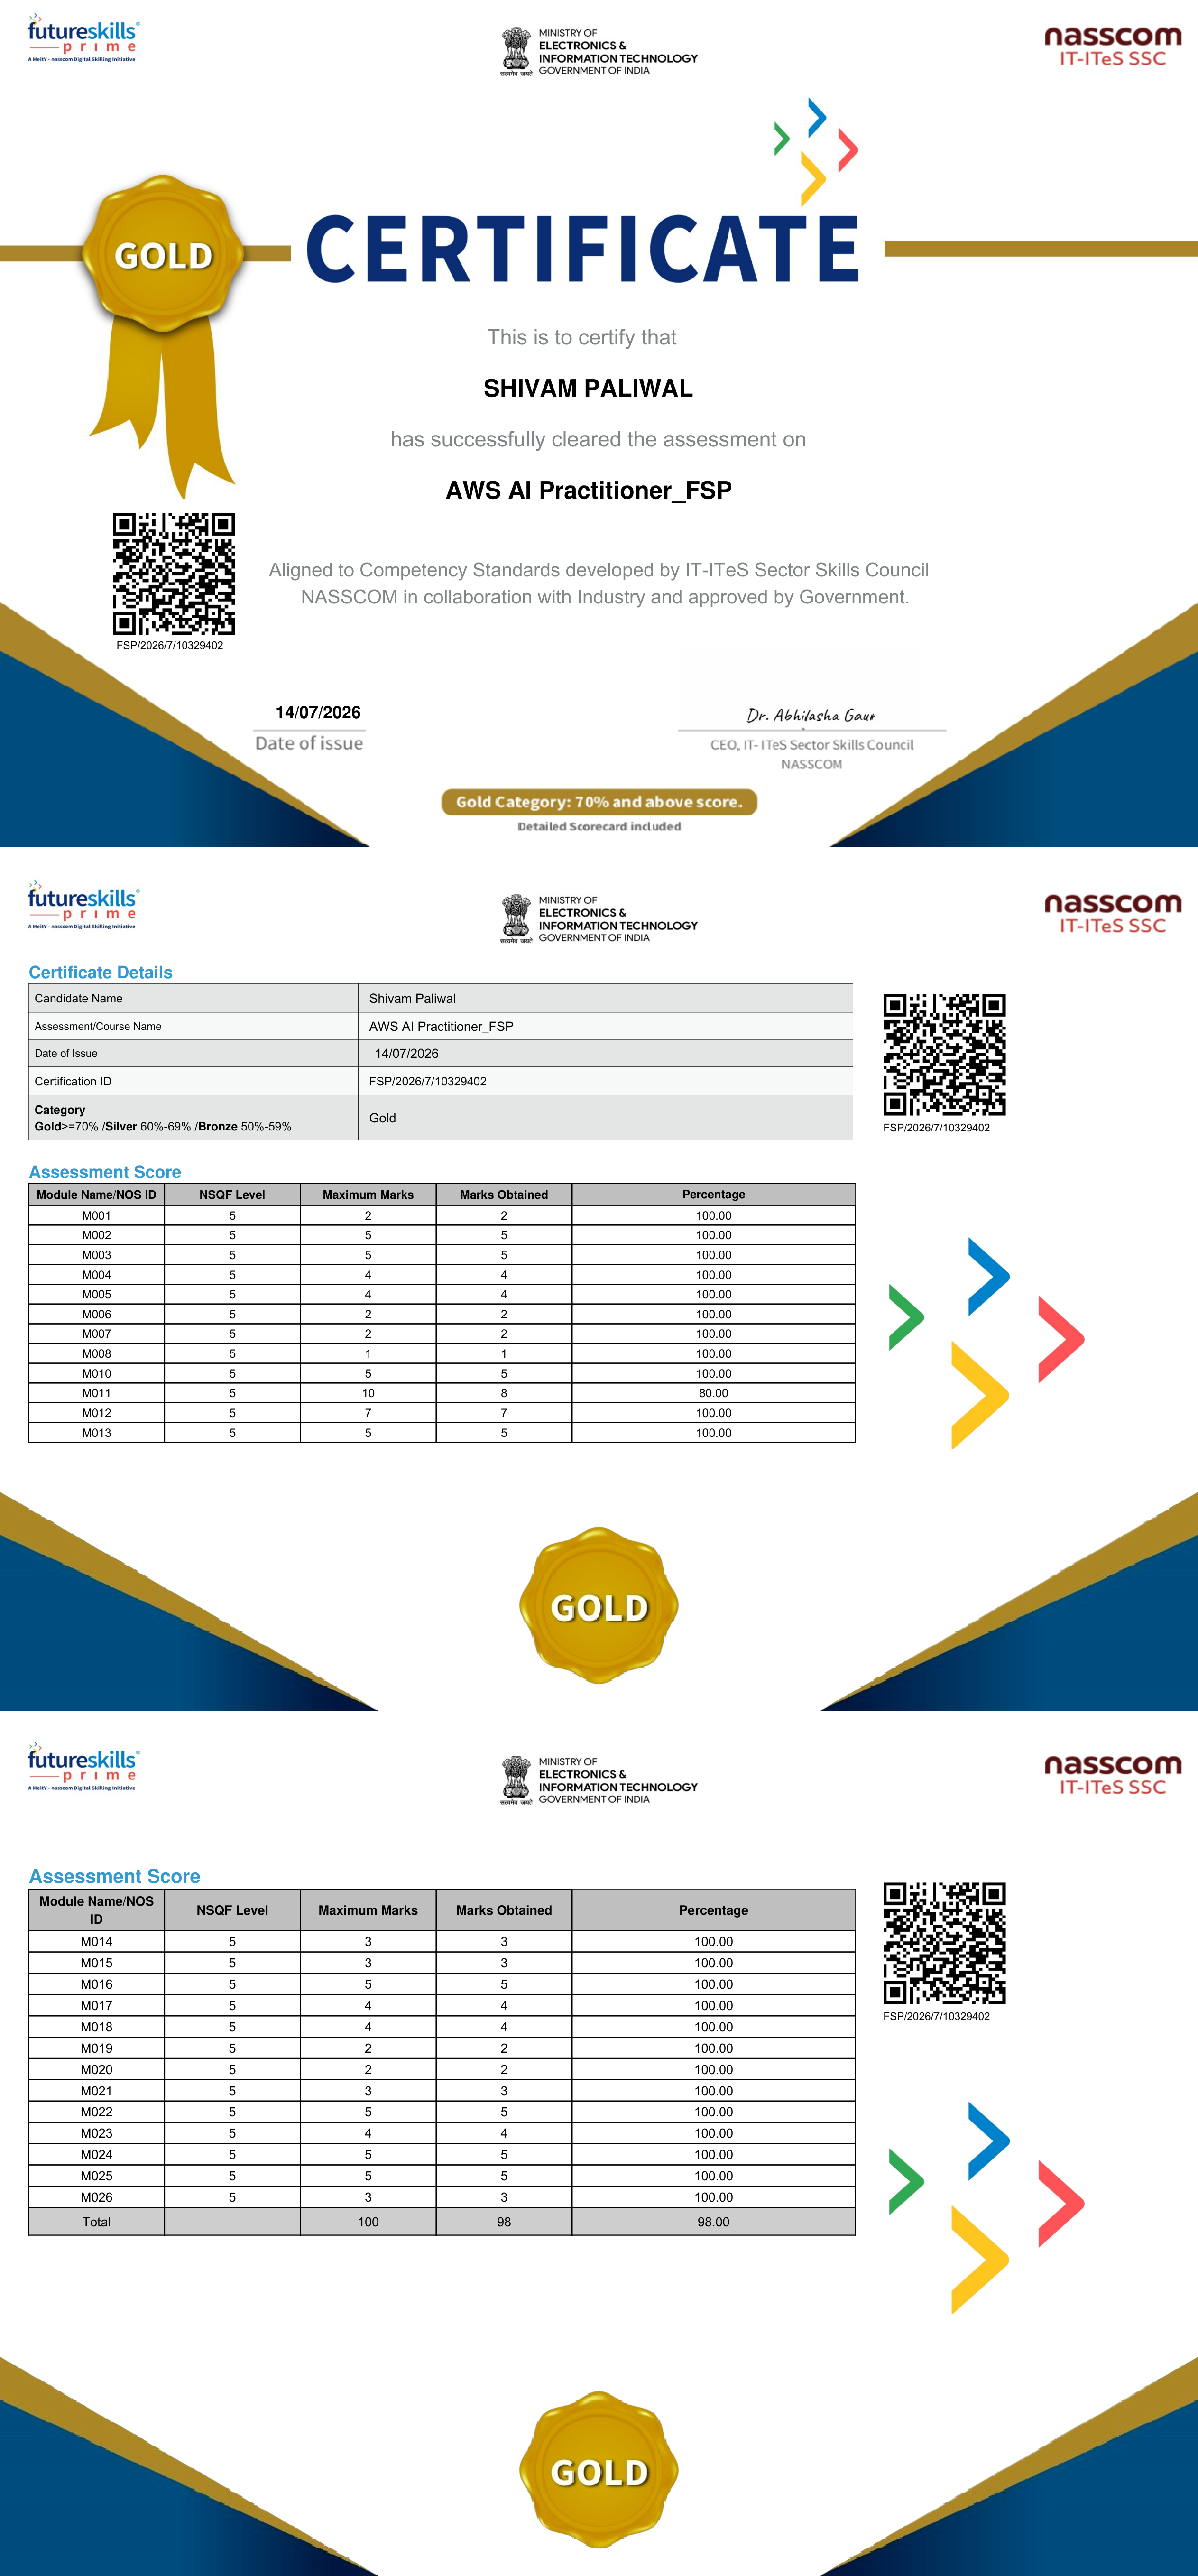 futureskills
prime
A MeitY - nasscom Digital Skilling Initiative
सत्यमेव जयते
MINISTRY OF
ELECTRONICS &
INFORMATION TECHNOLOGY
GOVERNMENT OF INDIA
nasscom
IT-ITeS SSC
GOLD
CERTIFICATE
This is to certify that
SHIVAM PALIWAL
has successfully cleared the assessment on
AWS AI Practitioner_FSP
Aligned to Competency Standards developed by IT-ITeS Sector Skills Council
NASSCOM in collaboration with Industry and approved by Government.
FSP/2026/7/10329402
14/07/2026
Date of issue
Dr. Abhilasha Gaur
CEO, IT- ITeS Sector Skills Council
NASSCOM
Gold Category: 70% and above score.
Detailed Scorecard included
futureskills
prime
A MeitY - nasscom Digital Skilling Initiative
सत्यमेव जयते
MINISTRY OF
ELECTRONICS &
INFORMATION TECHNOLOGY
GOVERNMENT OF INDIA
nasscom
IT-ITeS SSC
Certificate Details
Candidate Name Shivam Paliwal
Assessment/Course Name AWS AI Practitioner_FSP
Date of Issue 14/07/2026
Certification ID FSP/2026/7/10329402
Category
Gold>=70% /Silver 60%-69% /Bronze 50%-59% Gold
FSP/2026/7/10329402
Assessment Score
Module Name/NOS ID NSQF Level Maximum Marks Marks Obtained Percentage
M001 5 2 2 100.00
M002 5 5 5 100.00
M003 5 5 5 100.00
M004 5 4 4 100.00
M005 5 4 4 100.00
M006 5 2 2 100.00
M007 5 2 2 100.00
M008 5 1 1 100.00
M010 5 5 5 100.00
M011 5 10 8 80.00
M012 5 7 7 100.00
M013 5 5 5 100.00
GOLD
futureskills
prime
A MeitY - nasscom Digital Skilling Initiative
सत्यमेव जयते
MINISTRY OF
ELECTRONICS &
INFORMATION TECHNOLOGY
GOVERNMENT OF INDIA
nasscom
IT-ITeS SSC
Assessment Score
Module Name/NOS
ID NSQF Level Maximum Marks Marks Obtained Percentage
M014 5 3 3 100.00
M015 5 3 3 100.00
M016 5 5 5 100.00
M017 5 4 4 100.00
M018 5 4 4 100.00
M019 5 2 2 100.00
M020 5 2 2 100.00
M021 5 3 3 100.00
M022 5 5 5 100.00
M023 5 4 4 100.00
M024 5 5 5 100.00
M025 5 5 5 100.00
M026 5 3 3 100.00
Total 100 98 98.00
FSP/2026/7/10329402
GOLD